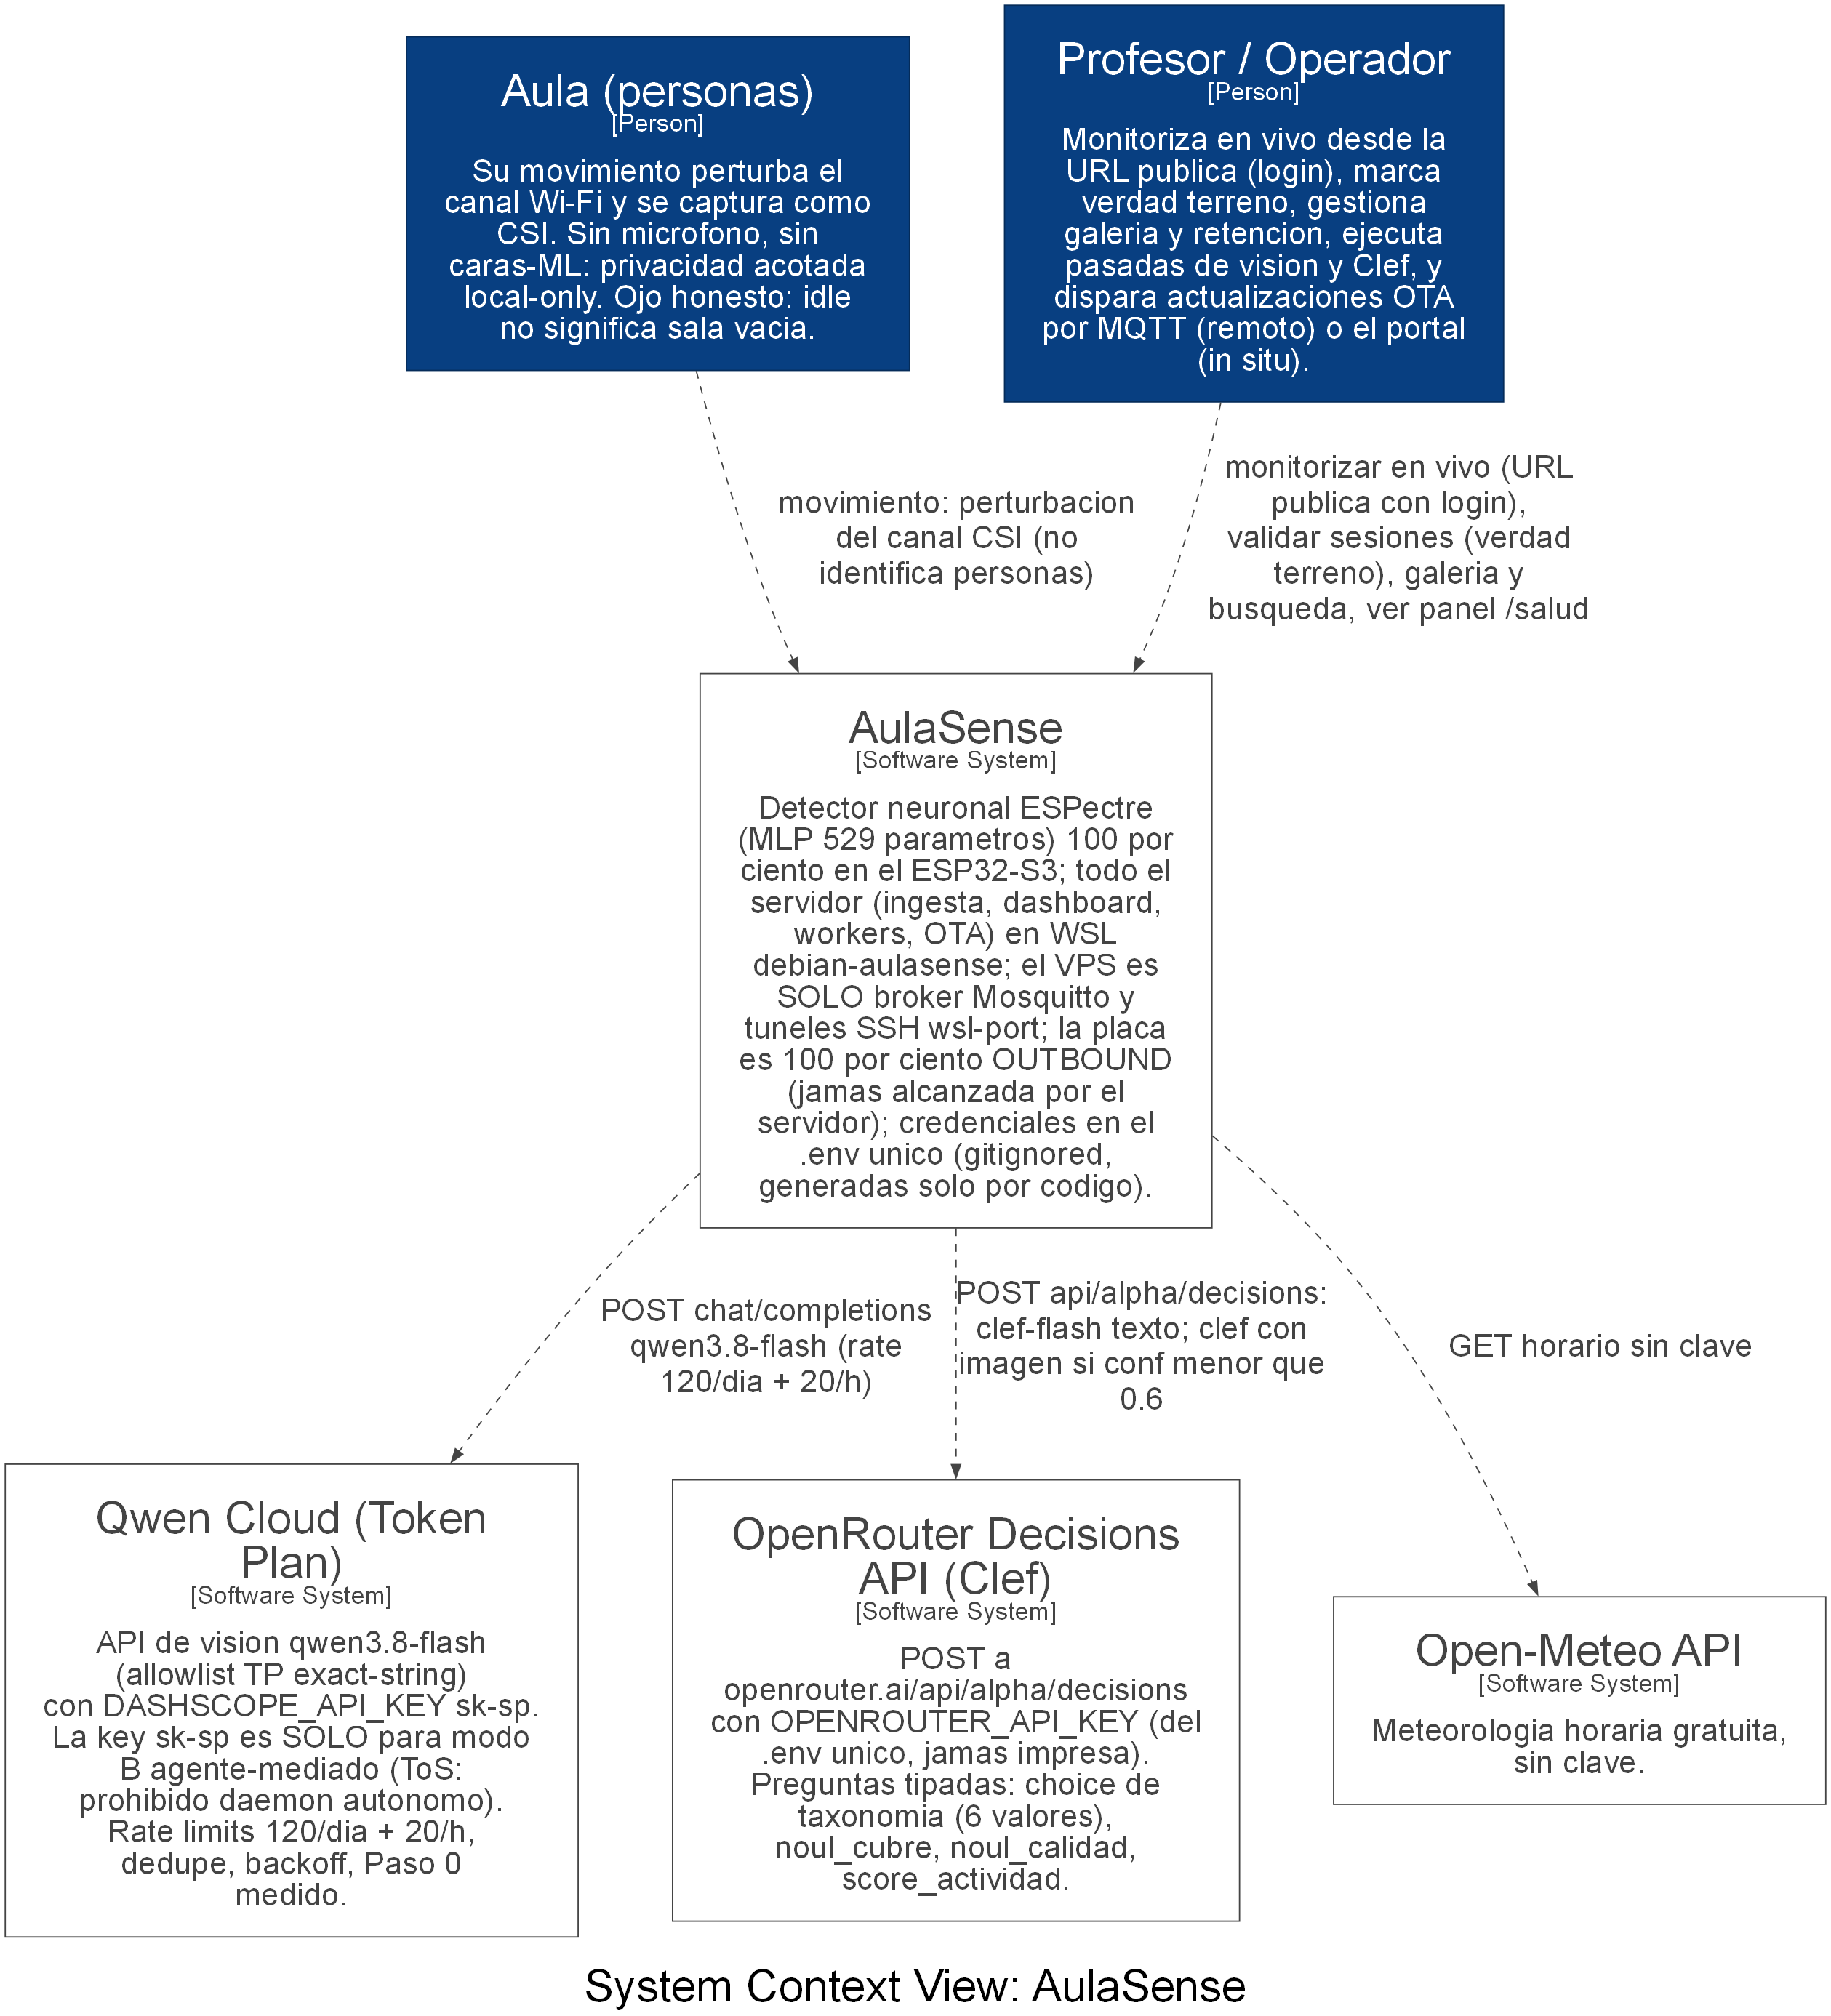 Aula (personas)
[Person]
Su movimiento perturba el
canal Wi-Fi y se captura como
CSI. Sin microfono, sin
caras-ML: privacidad acotada
local-only. Ojo honesto: idle
no significa sala vacia.
Profesor / Operador
[Person]
Monitoriza en vivo desde la
URL publica (login), marca
verdad terreno, gestiona
galeria y retencion, ejecuta
pasadas de vision y Clef, y
dispara actualizaciones OTA
por MQTT (remoto) o el portal
(in situ).
movimiento: perturbacion
del canal CSI (no
identifica personas)
monitorizar en vivo (URL
publica con login),
validar sesiones (verdad
terreno), galeria y
busqueda, ver panel /salud
AulaSense
[Software System]
Detector neuronal ESPectre
(MLP 529 parametros) 100 por
ciento en el ESP32-S3; todo el
servidor (ingesta, dashboard,
workers, OTA) en WSL
debian-aulasense; el VPS es
SOLO broker Mosquitto y
tuneles SSH wsl-port; la placa
es 100 por ciento OUTBOUND
(jamas alcanzada por el
servidor); credenciales en el
.env unico (gitignored,
generadas solo por codigo).
POST chat/completions
qwen3.8-flash (rate
120/dia + 20/h)
POST api/alpha/decisions:
clef-flash texto; clef con
imagen si conf menor que
0.6
GET horario sin clave
Qwen Cloud (Token
Plan)
[Software System]
API de vision qwen3.8-flash
(allowlist TP exact-string)
con DASHSCOPE_API_KEY sk-sp.
La key sk-sp es SOLO para modo
B agente-mediado (ToS:
prohibido daemon autonomo).
Rate limits 120/dia + 20/h,
dedupe, backoff, Paso 0
medido.
OpenRouter Decisions
API (Clef)
[Software System]
POST a
openrouter.ai/api/alpha/decisions
con OPENROUTER_API_KEY (del
.env unico, jamas impresa).
Preguntas tipadas: choice de
taxonomia (6 valores),
noul_cubre, noul_calidad,
score_actividad.
Open-Meteo API
[Software System]
Meteorologia horaria gratuita,
sin clave.
System Context View: AulaSense